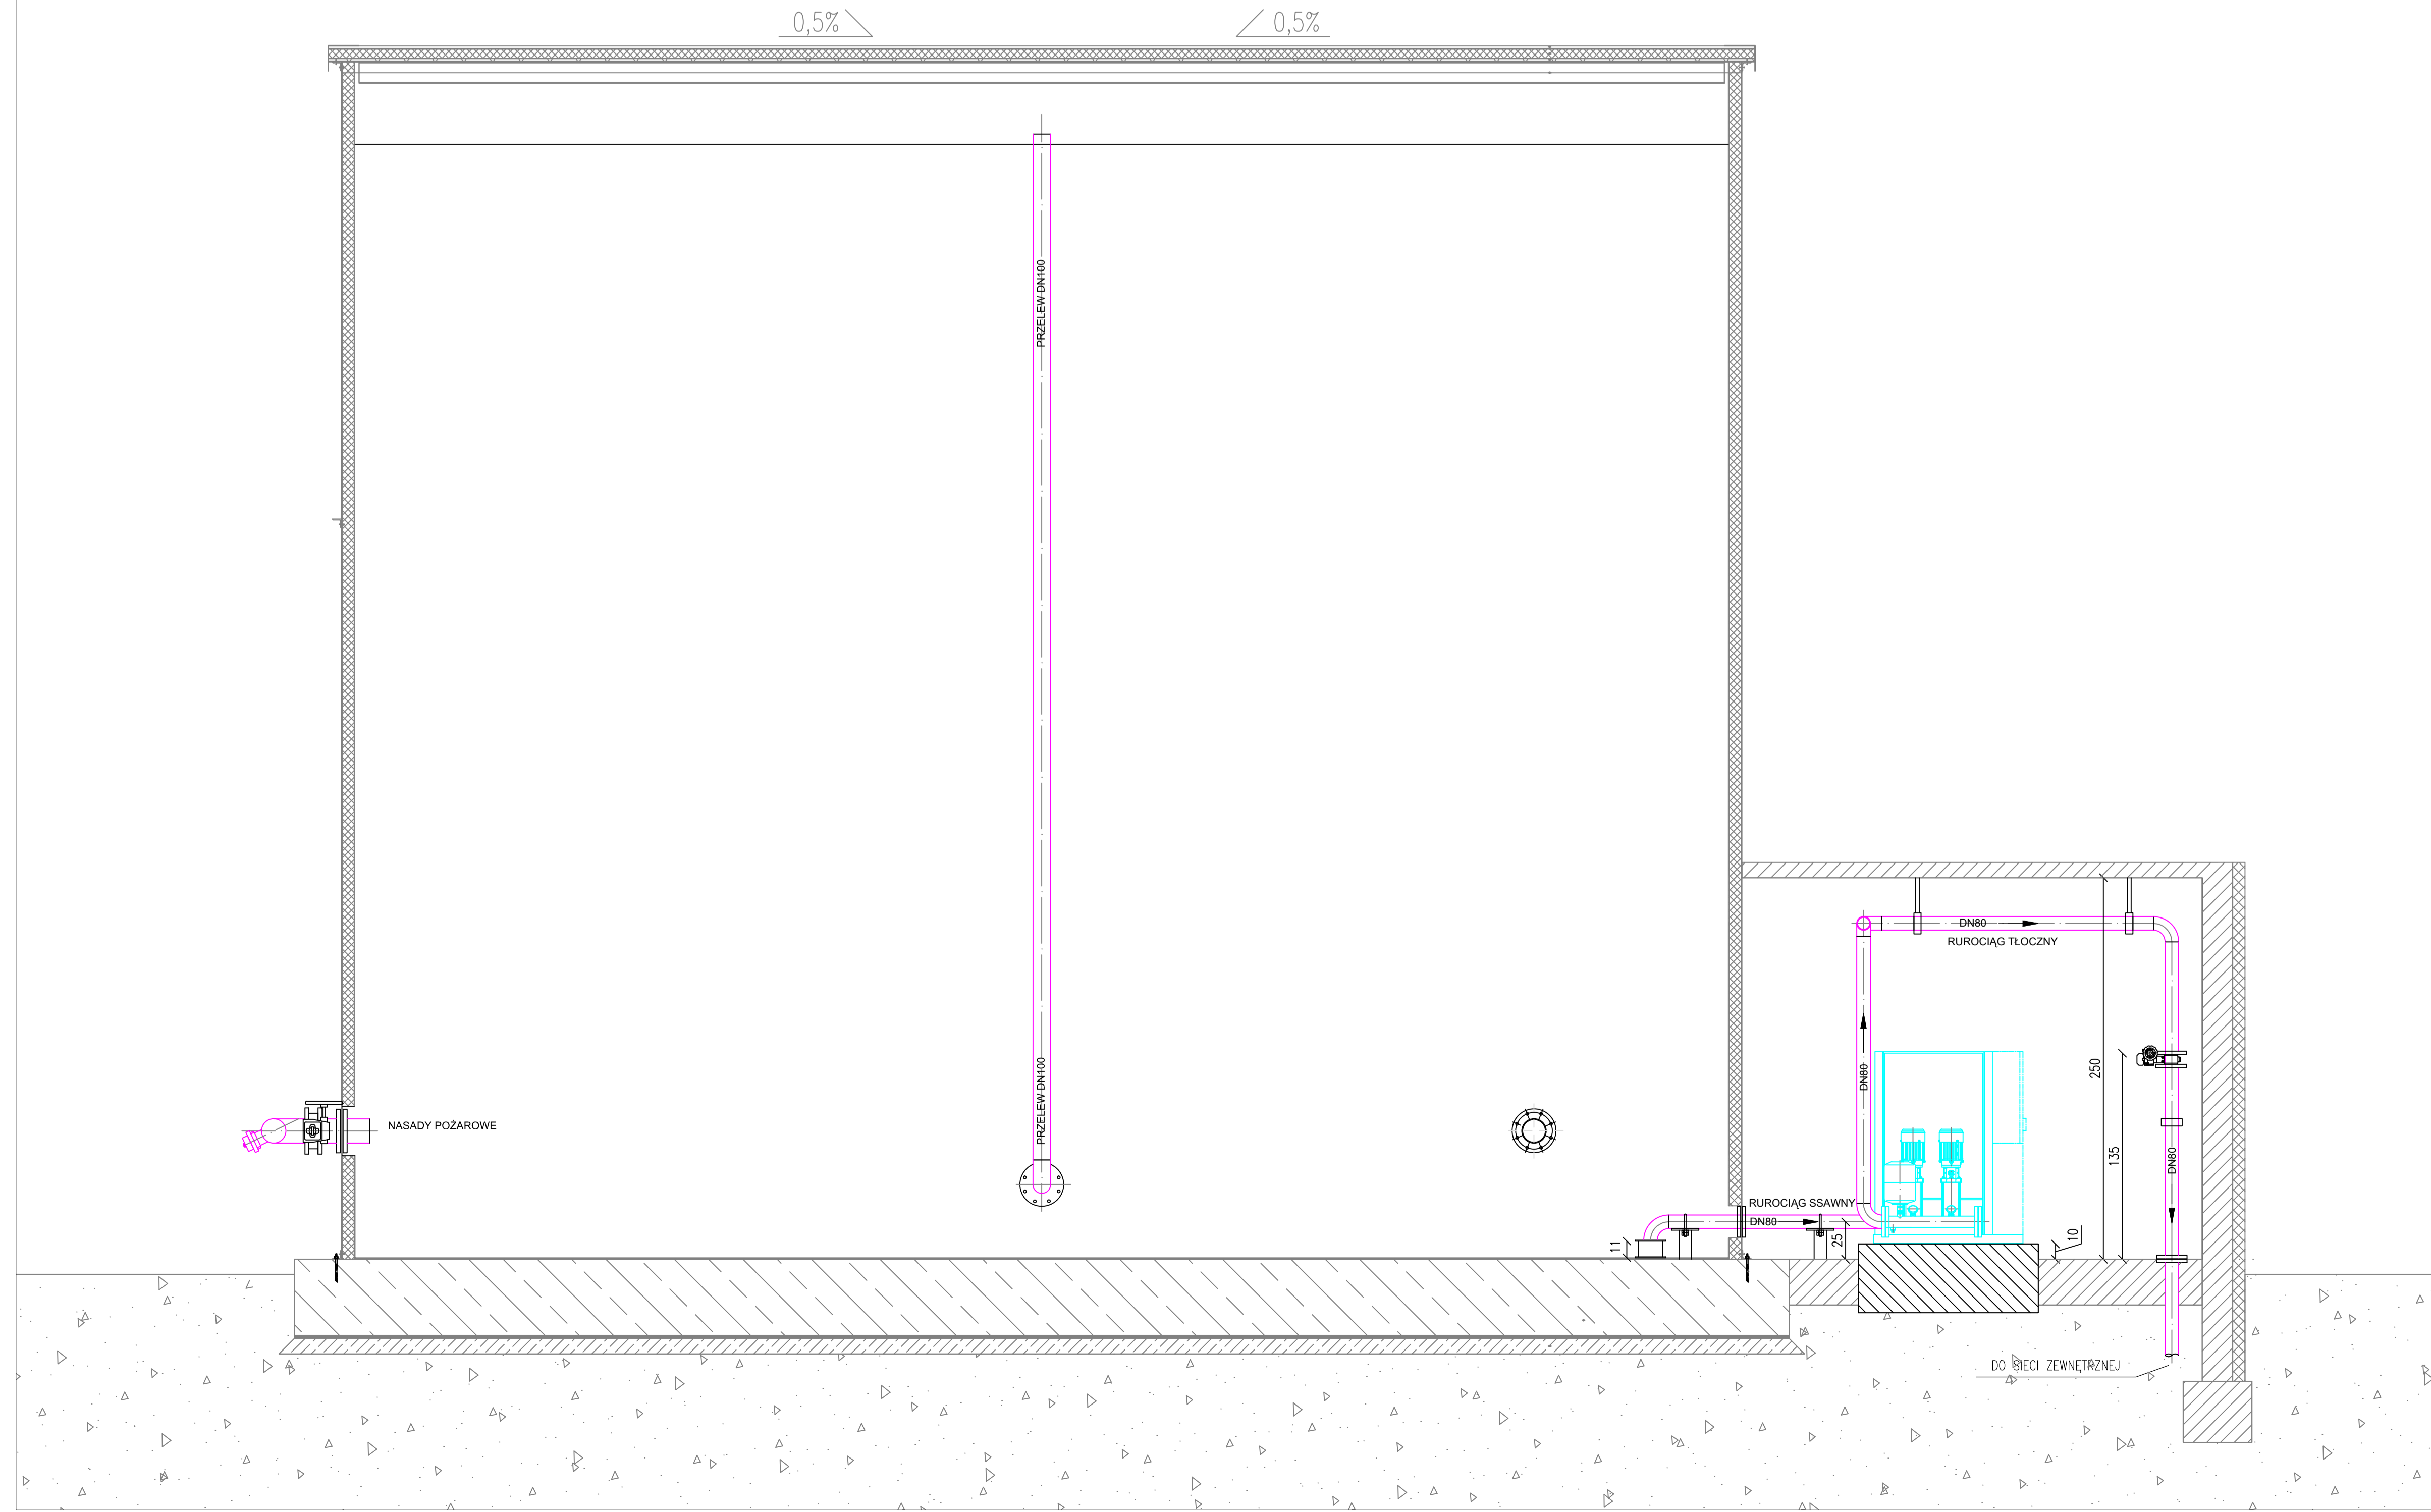 0,5%
0,5%
PRZELEW DN100
DN80
RUROCIĄG TŁOCZNY
250
DN80
135
DN80
PRZELEW DN100
NASADY POŻAROWE
RUROCIĄG SSAWNY
DN80
11
25
10
DO SIECI ZEWNĘTRZNEJ